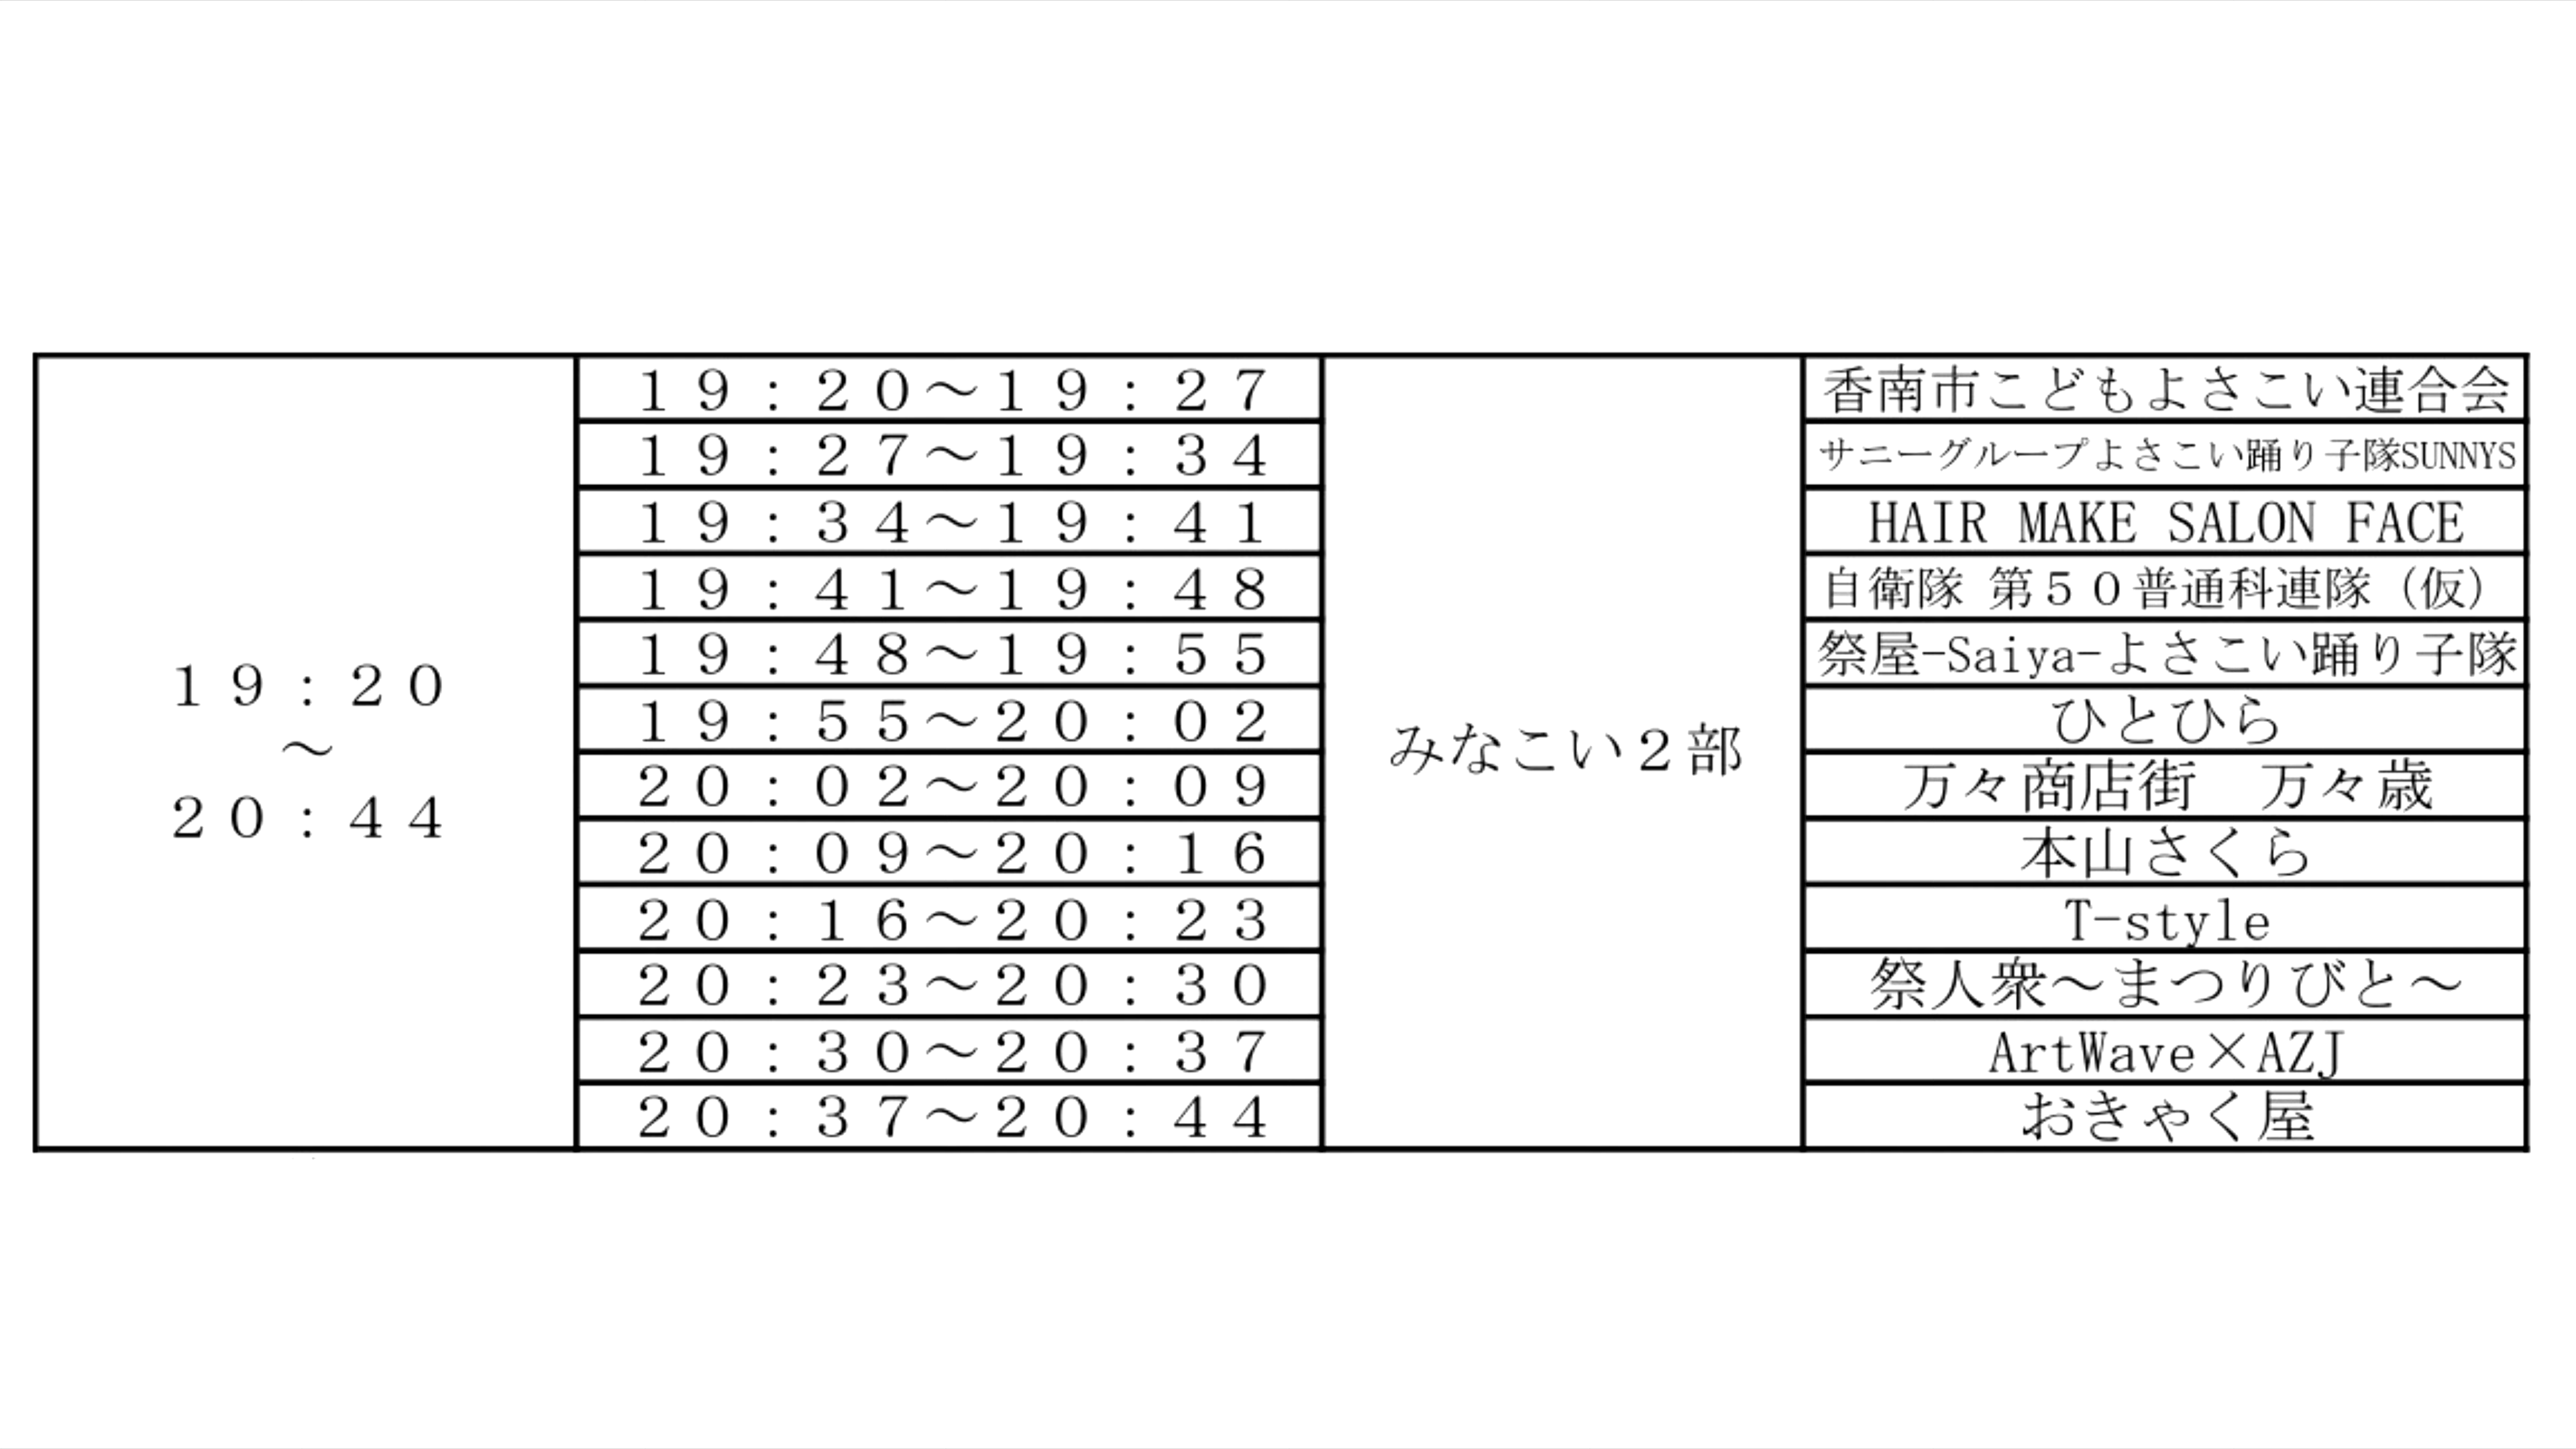 １９：２０
～
２０：４４
１９：２０～１９：２７
１９：２７～１９：３４
１９：３４～１９：４１
１９：４１～１９：４８
１９：４８～１９：５５
１９：５５～２０：０２
２０：０２～２０：０９
２０：０９～２０：１６
２０：１６～２０：２３
２０：２３～２０：３０
２０：３０～２０：３７
２０：３７～２０：４４
みなこい２部
香南市こどもよさこい連合会
サニーグループよさこい踊り子隊SUNNYS
HAIR MAKE SALON FACE
自衛隊 第５０普通科連隊（仮）
祭屋-Saiya-よさこい踊り子隊
ひとひら
万々商店街　万々歳
本山さくら
T-style
祭人衆～まつりびと～
ArtWave×AZJ
おきゃく屋